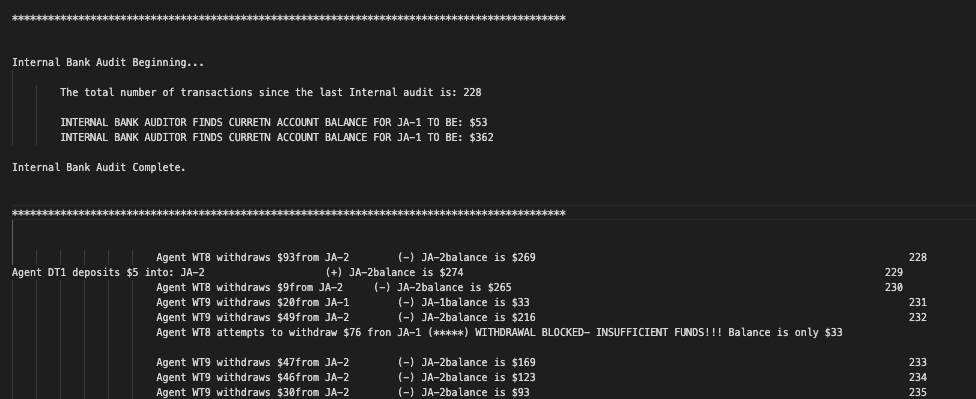 ********************************************************************************************
Internal Bank Audit Beginning...
The total number of transactions since the last Internal audit is: 228
INTERNAL BANK AUDITOR FINDS CURRETN ACCOUNT BALANCE FOR JA-1 TO BE: $53
INTERNAL BANK AUDITOR FINDS CURRETN ACCOUNT BALANCE FOR JA-1 TO BE: $362
Internal Bank Audit Complete.
********************************************************************************************
Agent WT8 withdraws $93from JA-2 (-) JA-2balance is $269 228
Agent DT1 deposits $5 into: JA-2 (+) JA-2balance is $274 229
Agent WT8 withdraws $9from JA-2 (-) JA-2balance is $265 230
Agent WT9 withdraws $20from JA-1 (-) JA-1balance is $33 231
Agent WT9 withdraws $49from JA-2 (-) JA-2balance is $216 232
Agent WT8 attempts to withdraw $76 fron JA-1 (*****) WITHDRAWAL BLOCKED- INSUFFICIENT FUNDS!!! Balance is only $33
Agent WT9 withdraws $47from JA-2 (-) JA-2balance is $169 233
Agent WT9 withdraws $46from JA-2 (-) JA-2balance is $123 234
Agent WT9 withdraws $30from JA-2 (-) JA-2balance is $93 235